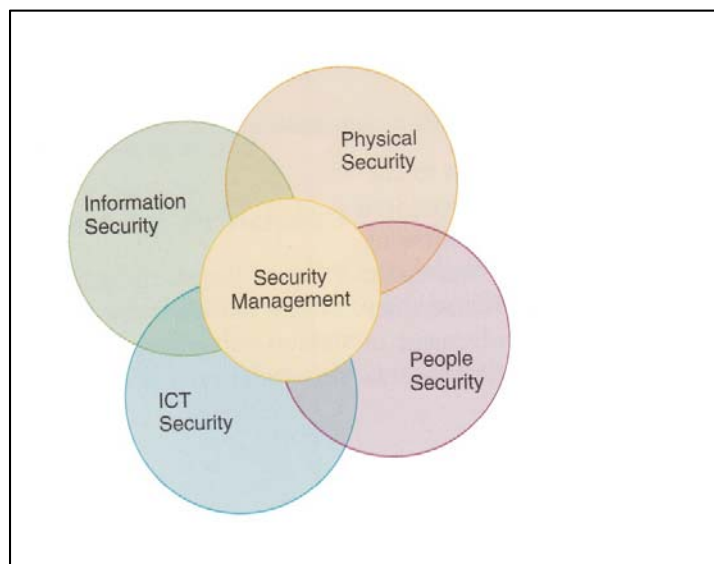 Physical
Security
Information
Security
Security
Management
People
Security
ICT
Security